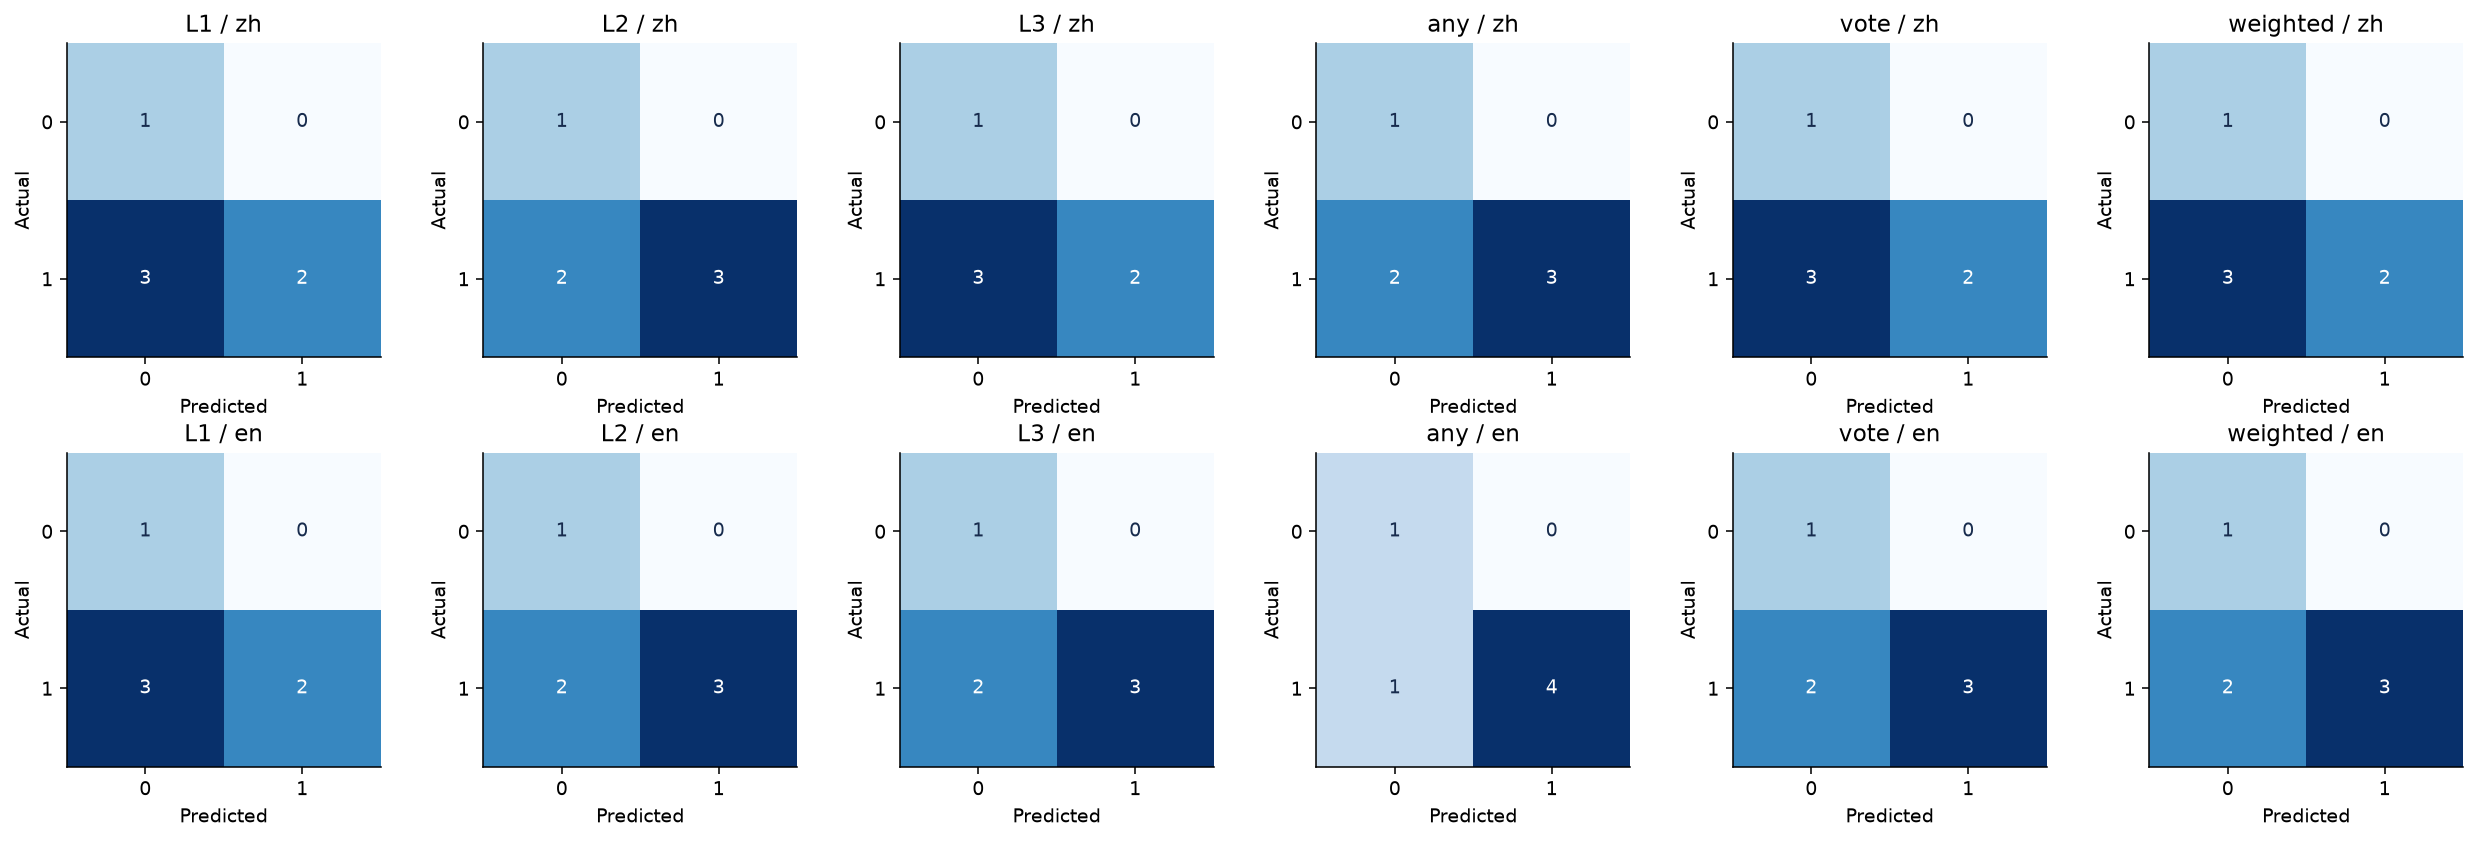 L1 / zh
L2 / zh
L3 / zh
any / zh
vote / zh
weighted / zh
0 1 0 0 1 0 0 1 0 0 1 0 0 1 0 0 1 0
Actual Actual Actual Actual Actual Actual
1 3 2 1 2 3 1 3 2 1 2 3 1 3 2 1 3 2
0 1 0 1 0 1 0 1 0 1 0 1
Predicted Predicted Predicted Predicted Predicted Predicted
L1 / en
L2 / en
L3 / en
any / en
vote / en
weighted / en
0 1 0 0 1 0 0 1 0 0 1 0 0 1 0 0 1 0
Actual Actual Actual Actual Actual Actual
1 3 2 1 2 3 1 2 3 1 1 4 1 2 3 1 2 3
0 1 0 1 0 1 0 1 0 1 0 1
Predicted Predicted Predicted Predicted Predicted Predicted